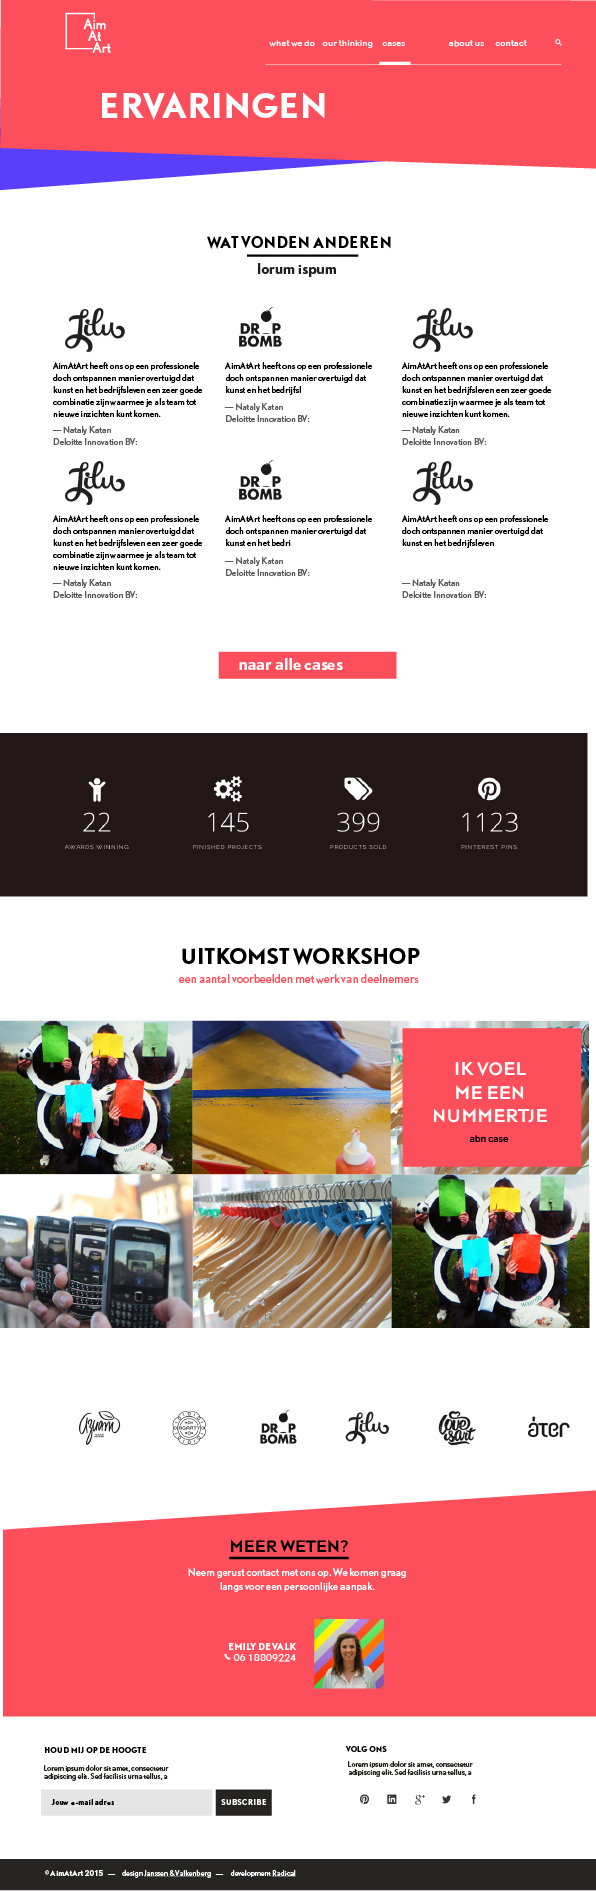 Aim
At
Art
what we do our thinking cases about us contact
ERVARINGEN
WAT VONDEN ANDEREN
lorum ispum
Lilu
AimAtArt heeft ons op een professionele
doch ontspannen manier overtuigd dat
kunst en het bedrijfsleven een zeer goede
combinatie zijn waarmee je als team tot
nieuwe inzichten kunt komen.
— Nataly Katan
Deloitte Innovation BV:
DROP
BOMB
AimAtArt heeft ons op een professionele
doch ontspannen manier overtuigd dat
kunst en het bedrijfsl
— Nataly Katan
Deloitte Innovation BV:
Lilu
AimAtArt heeft ons op een professionele
doch ontspannen manier overtuigd dat
kunst en het bedrijfsleven een zeer goede
combinatie zijn waarmee je als team tot
nieuwe inzichten kunt komen.
— Nataly Katan
Deloitte Innovation BV:
Lilu
AimAtArt heeft ons op een professionele
doch ontspannen manier overtuigd dat
kunst en het bedrijfsleven een zeer goede
combinatie zijn waarmee je als team tot
nieuwe inzichten kunt komen.
— Nataly Katan
Deloitte Innovation BV:
DROP
BOMB
AimAtArt heeft ons op een professionele
doch ontspannen manier overtuigd dat
kunst en het bedri
— Nataly Katan
Deloitte Innovation BV:
Lilu
AimAtArt heeft ons op een professionele
doch ontspannen manier overtuigd dat
kunst en het bedrijfsleven
— Nataly Katan
Deloitte Innovation BV:
naar alle cases
22 145 399 1123
AWARDS WINNING FINISHED PROJECTS PRODUCTS SOLD PINTEREST PINS
UITKOMST WORKSHOP
een aantal voorbeelden met werk van deelnemers
IK VOEL
ME EEN
NUMMERTJE
abn case
DROP
BOMB
Lilu
love
is art
åter
MEER WETEN?
Neem gerust contact met ons op. We komen graag
langs voor een persoonlijke aanpak.
EMILY DE VALK
06 18809224
HOUD MIJ OP DE HOOGTE
Lorem ipsum dolor sit amet, consectetur
adipiscing elit. Sed facilisis urna tellus, a
Jouw e-mail adres
SUBSCRIBE
VOLG ONS
Lorem ipsum dolor sit amet, consectetur
adipiscing elit. Sed facilisis urna tellus, a
© AimAtArt 2015 — design Janssen & Valkenberg — development Radical